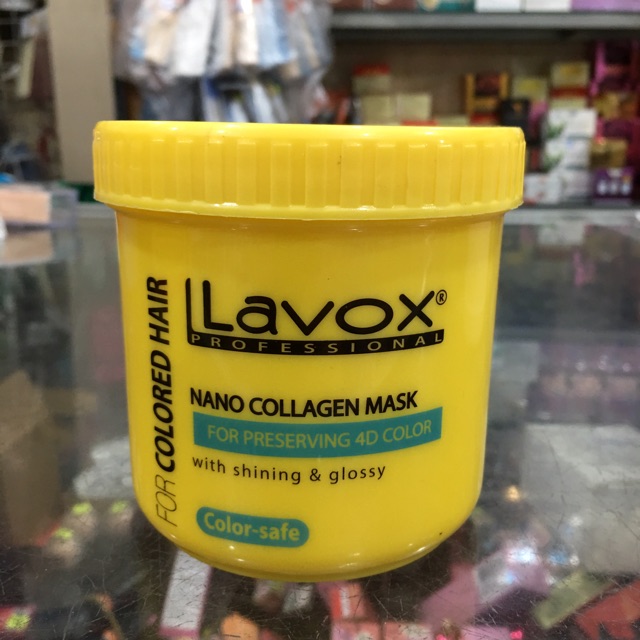 Lavox®
PROFESSIONAL
NANO COLLAGEN MASK
FOR PRESERVING 4D COLOR
with shining & glossy
Color-safe
FOR COLORED HAIR